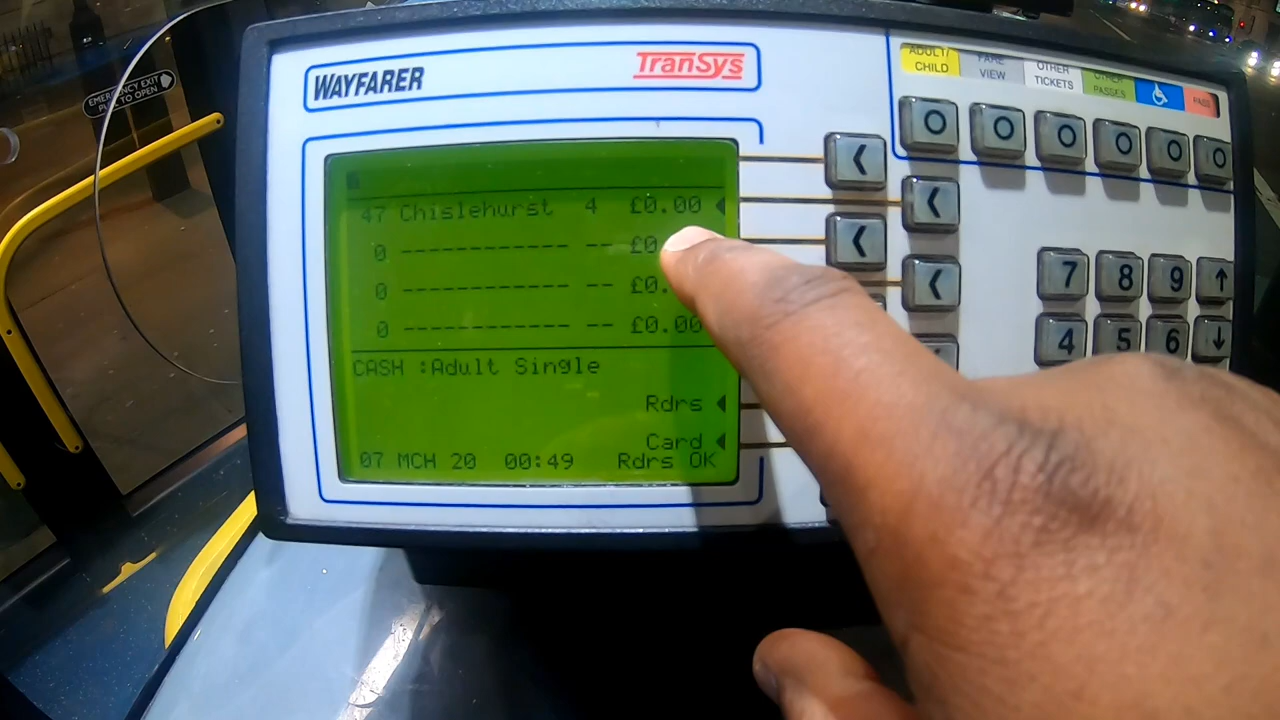 WAYFARER
TranSys
EMERGENCY EXIT
TO OPEN
ADULT/
CHILD
FARE
VIEW
OTHER
TICKETS
OTHER
PASSES
47 Chislehurst 4 £0.00
0 ---------- -- £0.
0 ---------- -- £0.
0 ---------- -- £0.00
CASH :Adult Single
Rdrs
Card
07 MCH 20 00:49 Rdrs OK
7 8 9 ↑
4 5 6 ↓